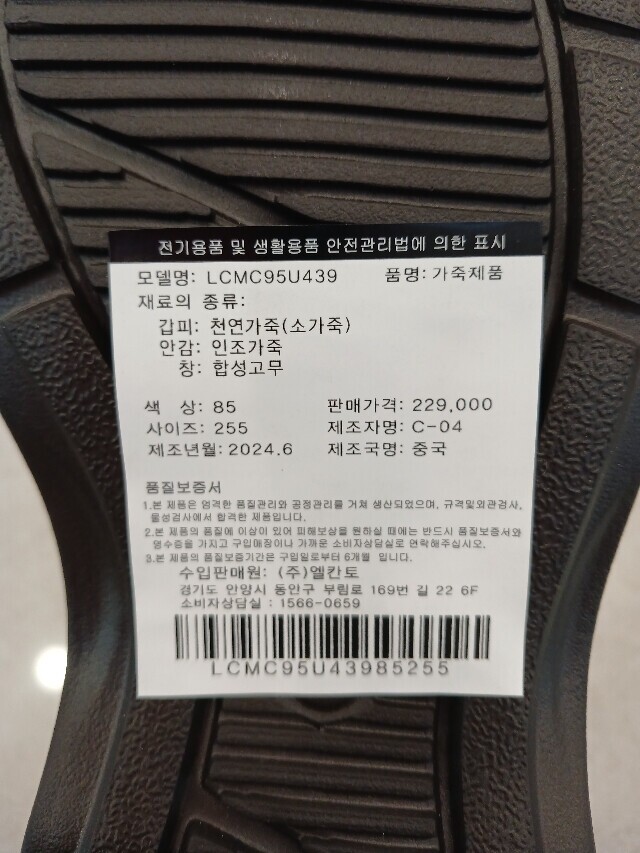 전기용품 및 생활용품 안전관리법에 의한 표시
모델명: LCMC95U439 품명: 가죽제품
재료의 종류:
갑피: 천연가죽(소가죽)
안감: 인조가죽
창: 합성고무
색 상: 85 판매가격: 229,000
사이즈: 255 제조자명: C-04
제조년월: 2024.6 제조국명: 중국
품질보증서
1.본 제품은 엄격한 품질관리와 공정관리를 거쳐 생산되었으며, 규격및외관검사,
물성검사에서 합격한 제품입니다.
2.본 제품의 품질에 이상이 있어 피해보상을 원하실 때에는 반드시 품질보증서와
영수증을 가지고 구입매장이나 가까운 소비자상담실로 연락해주십시오.
3.본 제품의 품질보증기간은 구입일로부터 6개월 입니다.
수입판매원: (주)엘칸토
경기도 안양시 동안구 부림로 169번 길 22 6F
소비자상담실 : 1566-0659
LCMC95U43985255